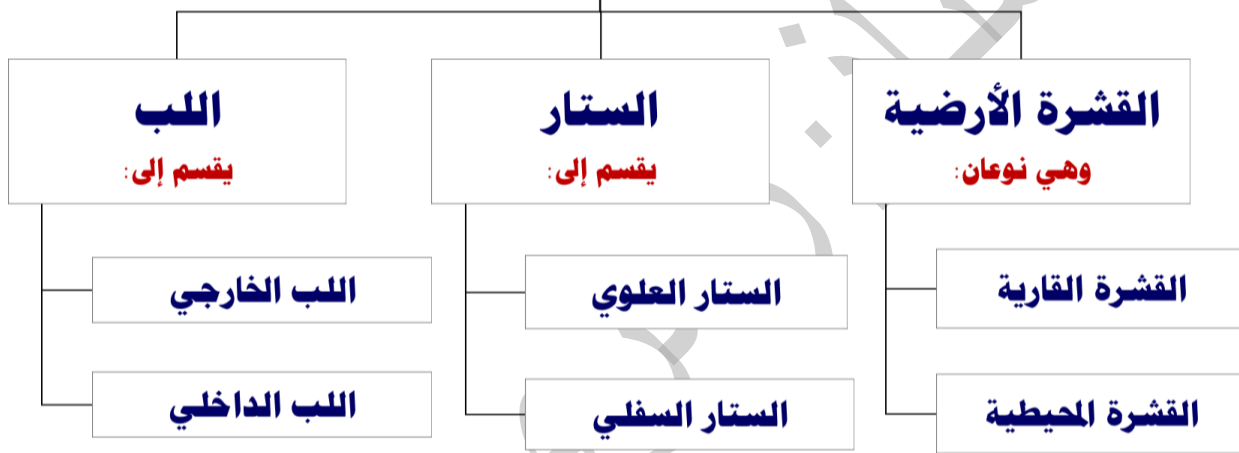 القشرة الأرضية
وهي نوعان:
القشرة القارية
القشرة المحيطية
الستار
يقسم إلى:
الستار العلوي
الستار السفلي
اللب
يقسم إلى:
اللب الخارجي
اللب الداخلي